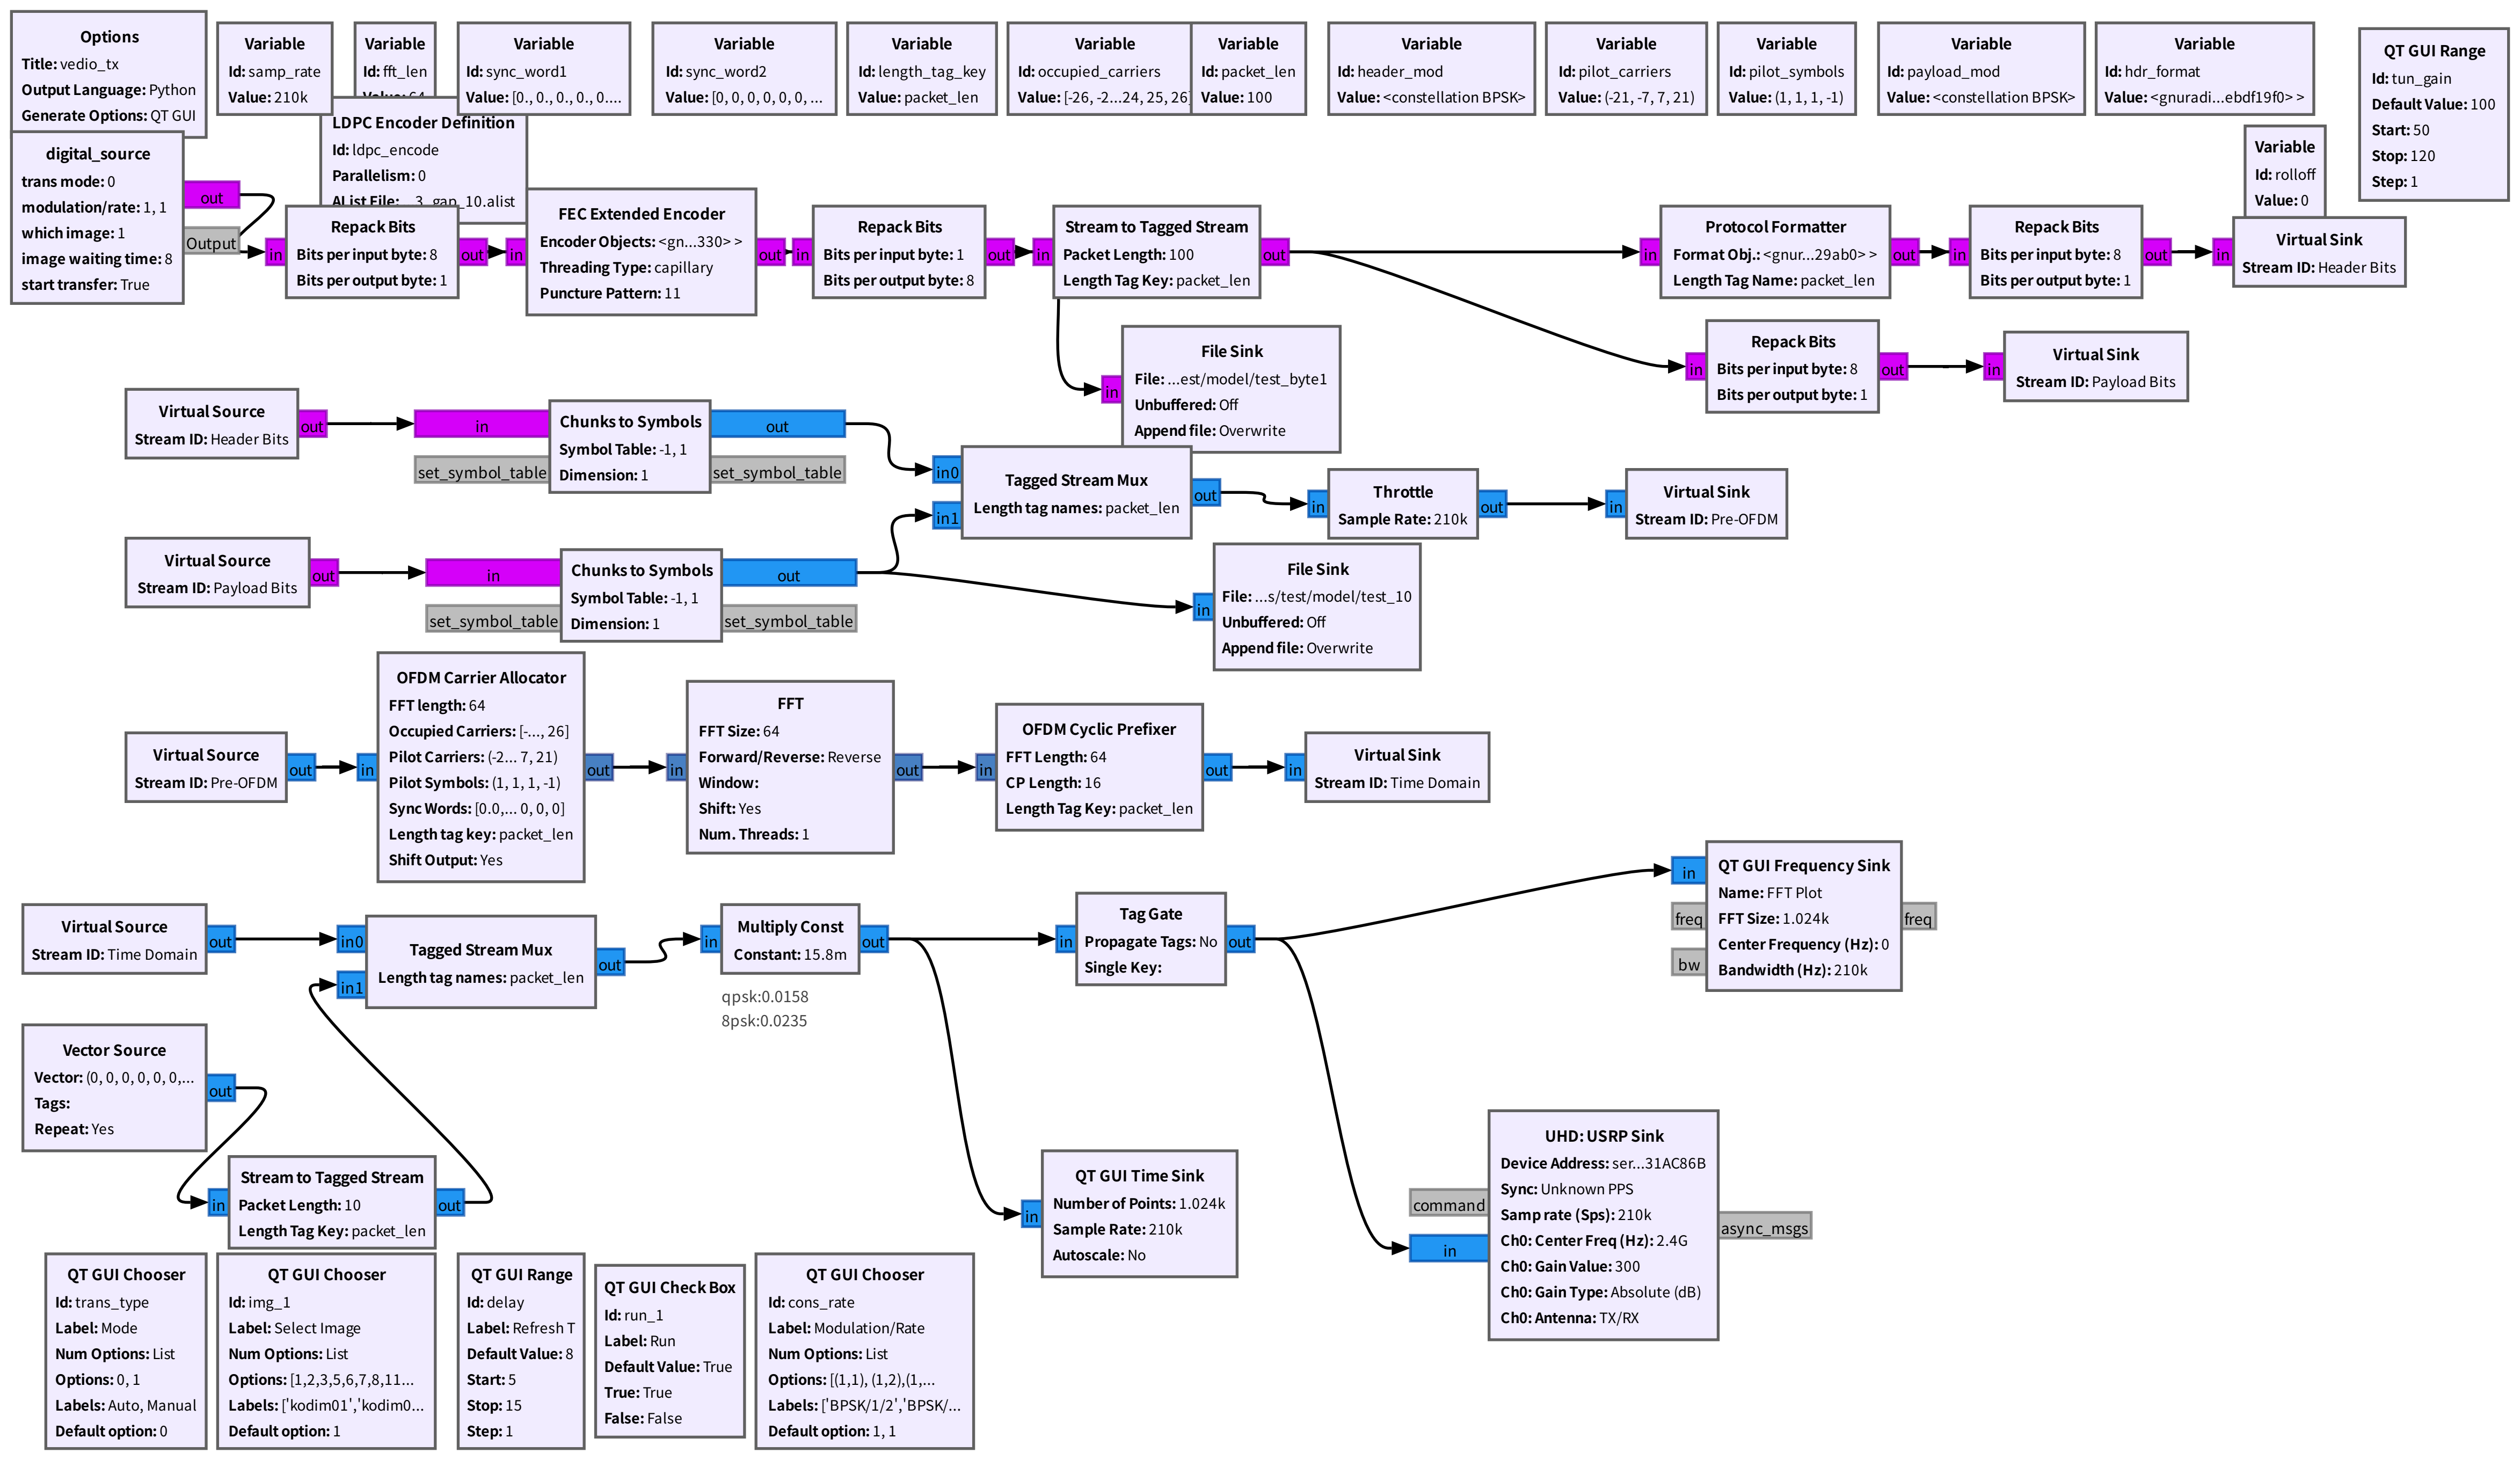 Options
Title: vedio_tx
Output Language: Python
Generate Options: QT GUI
Variable
Id: samp_rate
Value: 210k
Variable
Id: fft_len
Value: 64
Variable
Id: sync_word1
Value: [0., 0., 0., 0., 0....
Variable
Id: sync_word2
Value: [0, 0, 0, 0, 0, 0, ...
Variable
Id: length_tag_key
Value: packet_len
Variable
Id: occupied_carriers
Value: [-26, -2...24, 25, 26]
Variable
Id: packet_len
Value: 100
Variable
Id: header_mod
Value: <constellation BPSK>
Variable
Id: pilot_carriers
Value: (-21, -7, 7, 21)
Variable
Id: pilot_symbols
Value: (1, 1, 1, -1)
Variable
Id: payload_mod
Value: <constellation BPSK>
Variable
Id: hdr_format
Value: <gnuradi...ebdf19f0> >
QT GUI Range
Id: tun_gain
Default Value: 100
Start: 50
Stop: 120
Step: 1
Variable
Id: rolloff
Value: 0
digital_source
trans mode: 0
modulation/rate: 1, 1
which image: 1
image waiting time: 8
start transfer: True
out
Output
LDPC Encoder Definition
Id: ldpc_encode
Parallelism: 0
AList File: ..._3_gap_10.alist
in
Repack Bits
Bits per input byte: 8
Bits per output byte: 1
out
in
FEC Extended Encoder
Encoder Objects: <gn...330> >
Threading Type: capillary
Puncture Pattern: 11
out
in
Repack Bits
Bits per input byte: 1
Bits per output byte: 8
out
in
Stream to Tagged Stream
Packet Length: 100
Length Tag Key: packet_len
out
in
Protocol Formatter
Format Obj.: <gnur...29ab0> >
Length Tag Name: packet_len
out
in
Repack Bits
Bits per input byte: 8
Bits per output byte: 1
out
in
Virtual Sink
Stream ID: Header Bits
in
File Sink
File: ...est/model/test_byte1
Unbuffered: Off
Append file: Overwrite
in
Repack Bits
Bits per input byte: 8
Bits per output byte: 1
out
in
Virtual Sink
Stream ID: Payload Bits
Virtual Source
Stream ID: Header Bits
out
in
set_symbol_table
Chunks to Symbols
Symbol Table: -1, 1
Dimension: 1
out
set_symbol_table
in0
in1
Tagged Stream Mux
Length tag names: packet_len
out
in
Throttle
Sample Rate: 210k
out
in
Virtual Sink
Stream ID: Pre-OFDM
Virtual Source
Stream ID: Payload Bits
out
in
set_symbol_table
Chunks to Symbols
Symbol Table: -1, 1
Dimension: 1
out
set_symbol_table
in
File Sink
File: ...s/test/model/test_10
Unbuffered: Off
Append file: Overwrite
Virtual Source
Stream ID: Pre-OFDM
out
in
OFDM Carrier Allocator
FFT length: 64
Occupied Carriers: [-..., 26]
Pilot Carriers: (-2... 7, 21)
Pilot Symbols: (1, 1, 1, -1)
Sync Words: [0.0,... 0, 0, 0]
Length tag key: packet_len
Shift Output: Yes
out
in
FFT
FFT Size: 64
Forward/Reverse: Reverse
Window:
Shift: Yes
Num. Threads: 1
out
in
OFDM Cyclic Prefixer
FFT Length: 64
CP Length: 16
Length Tag Key: packet_len
out
in
Virtual Sink
Stream ID: Time Domain
Virtual Source
Stream ID: Time Domain
out
in0
in1
Tagged Stream Mux
Length tag names: packet_len
out
in
Multiply Const
Constant: 15.8m
out
qpsk:0.0158
8psk:0.0235
in
Tag Gate
Propagate Tags: No
Single Key:
out
in
freq
bw
QT GUI Frequency Sink
Name: FFT Plot
FFT Size: 1.024k
Center Frequency (Hz): 0
Bandwidth (Hz): 210k
freq
Vector Source
Vector: (0, 0, 0, 0, 0, 0,...
Tags:
Repeat: Yes
out
in
Stream to Tagged Stream
Packet Length: 10
Length Tag Key: packet_len
out
in
QT GUI Time Sink
Number of Points: 1.024k
Sample Rate: 210k
Autoscale: No
command
in
UHD: USRP Sink
Device Address: ser...31AC86B
Sync: Unknown PPS
Samp rate (Sps): 210k
Ch0: Center Freq (Hz): 2.4G
Ch0: Gain Value: 300
Ch0: Gain Type: Absolute (dB)
Ch0: Antenna: TX/RX
async_msgs
QT GUI Chooser
Id: trans_type
Label: Mode
Num Options: List
Options: 0, 1
Labels: Auto, Manual
Default option: 0
QT GUI Chooser
Id: img_1
Label: Select Image
Num Options: List
Options: [1,2,3,5,6,7,8,11...
Labels: ['kodim01','kodim0...
Default option: 1
QT GUI Range
Id: delay
Label: Refresh T
Default Value: 8
Start: 5
Stop: 15
Step: 1
QT GUI Check Box
Id: run_1
Label: Run
Default Value: True
True: True
False: False
QT GUI Chooser
Id: cons_rate
Label: Modulation/Rate
Num Options: List
Options: [(1,1), (1,2),(1,...
Labels: ['BPSK/1/2','BPSK/...
Default option: 1, 1